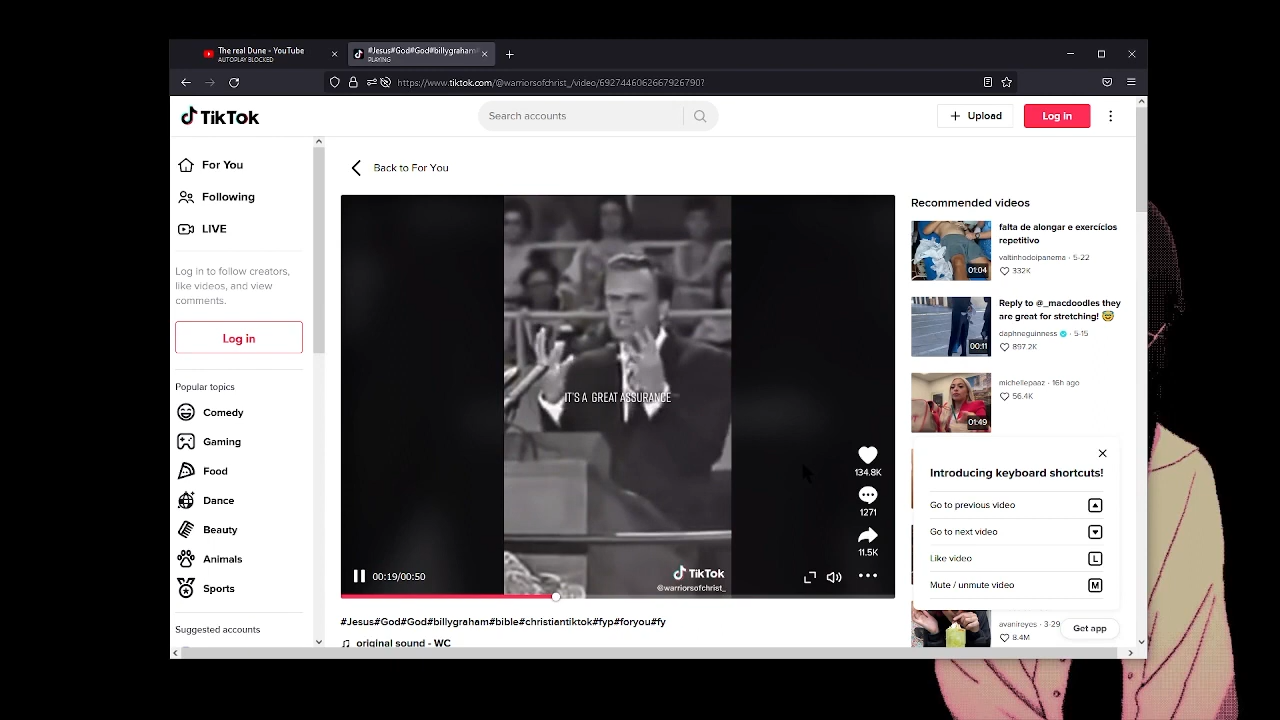 The real Dune - YouTube
AUTOPLAY BLOCKED
#Jesus#God#God#billygraham#
PLAYING
https://www.tiktok.com/@warriorsofchrist_/video/6927446062667926790?
TikTok
Search accounts
Upload
Log in
For You
Following
LIVE
Log in to follow creators,
like videos, and view
comments.
Log in
Popular topics
Comedy
Gaming
Food
Dance
Beauty
Animals
Sports
Suggested accounts
Back to For You
IT'S A GREAT ASSURANCE
134.8K
1271
11.5K
00:19/00:50
TikTok
@warriorsofchrist_
#Jesus#God#God#billygraham#bible#christiantiktok#fyp#foryou#fy
original sound - WC
Recommended videos
01:04
falta de alongar e exercícios
repetitivo
valtinhodoipanema · 5-22
332K
00:11
Reply to @_macdoodles they
are great for stretching! 🤠
daphneguinness · 5-15
897.2K
01:49
michellepaaz · 16h ago
56.4K
Introducing keyboard shortcuts!
Go to previous video
Go to next video
Like video L
Mute / unmute video M
avanireyes · 3-29
8.4M
Get app